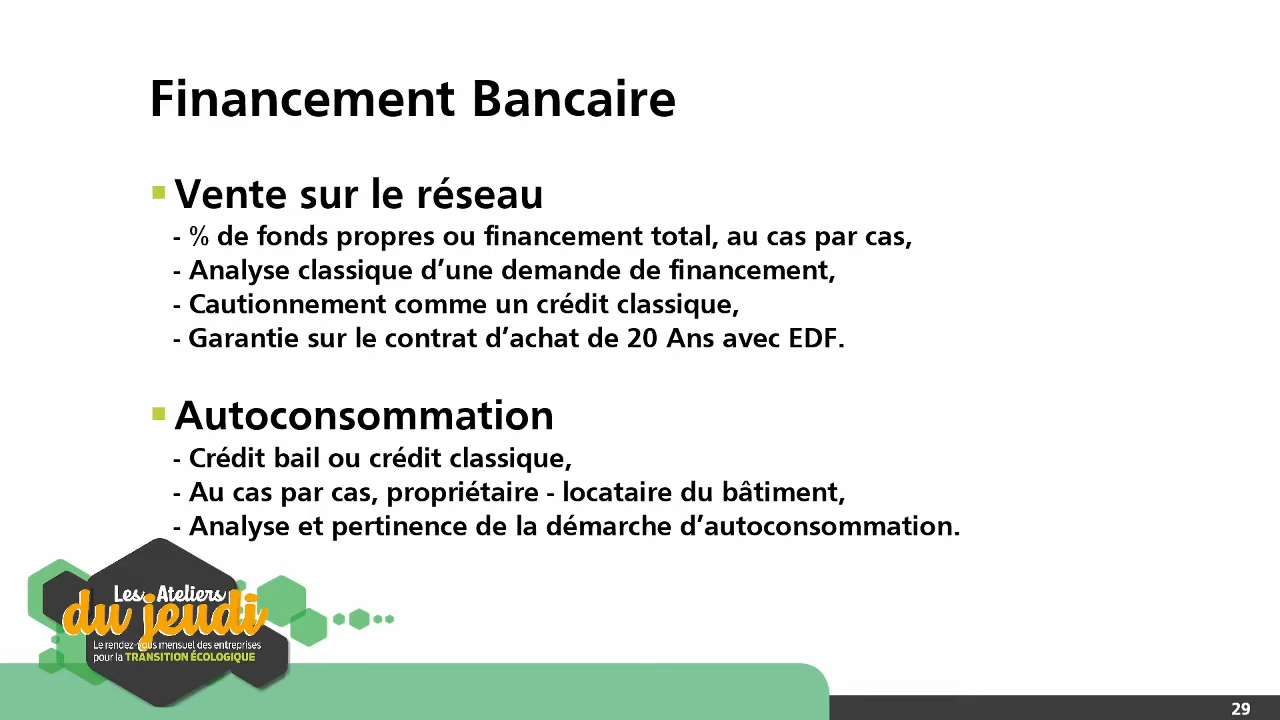 Financement Bancaire
Vente sur le réseau
- % de fonds propres ou financement total, au cas par cas,
- Analyse classique d’une demande de financement,
- Cautionnement comme un crédit classique,
- Garantie sur le contrat d’achat de 20 Ans avec EDF.
Autoconsommation
- Crédit bail ou crédit classique,
- Au cas par cas, propriétaire - locataire du bâtiment,
- Analyse et pertinence de la démarche d’autoconsommation.
Les Ateliers
du jeudi
Le rendez-vous mensuel des entreprises
pour la TRANSITION ÉCOLOGIQUE
29